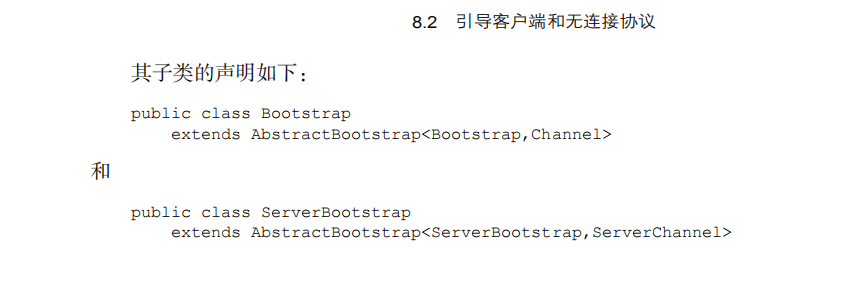 8.2 引导客户端和无连接协议
其子类的声明如下：
public class Bootstrap
extends AbstractBootstrap<Bootstrap,Channel>
和
public class ServerBootstrap
extends AbstractBootstrap<ServerBootstrap,ServerChannel>